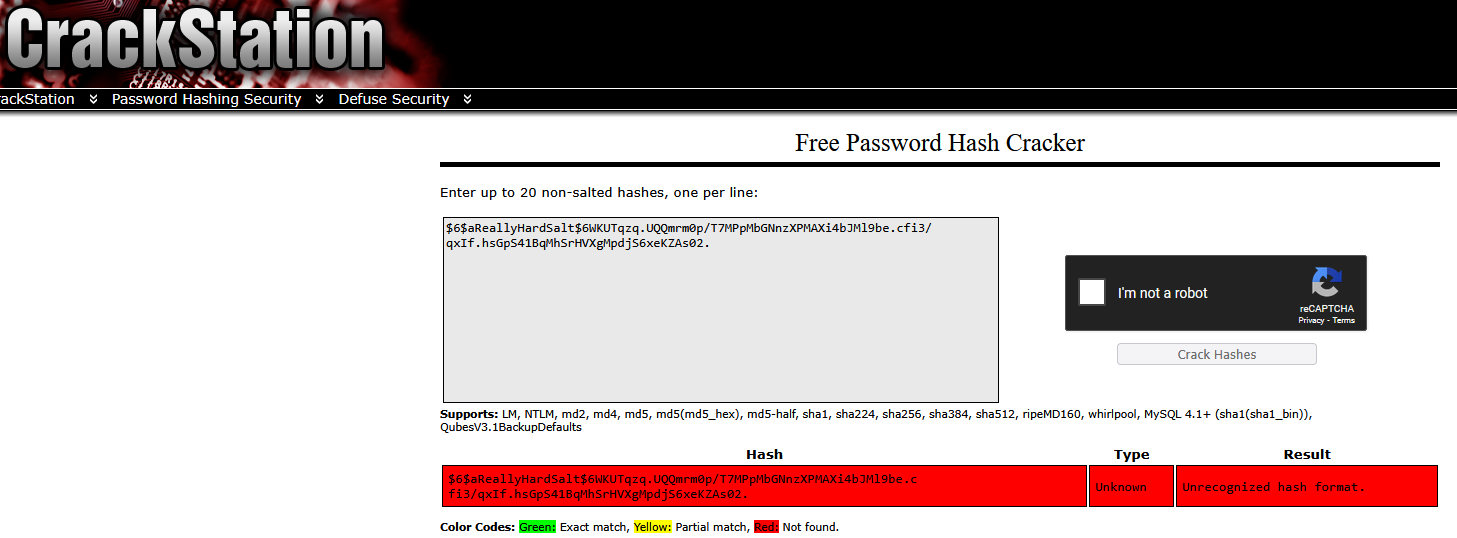 CrackStation
rackStation Password Hashing Security Defuse Security
Free Password Hash Cracker
Enter up to 20 non-salted hashes, one per line:
$6$aReallyHardSalt$6WKUTqzq.UQQmrm0p/T7MPpMbGNnzXPMAXi4bJMl9be.cfi3/
qxIf.hsGpS41BqMhSrHVXgMpdjS6xeKZAs02.
I'm not a robot
reCAPTCHA
Privacy - Terms
Crack Hashes
Supports: LM, NTLM, md2, md4, md5, md5(md5_hex), md5-half, sha1, sha224, sha256, sha384, sha512, ripeMD160, whirlpool, MySQL 4.1+ (sha1(sha1_bin)),
QubesV3.1BackupDefaults
Hash Type Result
$6$aReallyHardSalt$6WKUTqzq.UQQmrm0p/T7MPpMbGNnzXPMAXi4bJMl9be.c
fi3/qxIf.hsGpS41BqMhSrHVXgMpdjS6xeKZAs02.
Unknown
Unrecognized hash format.
Color Codes: Green: Exact match, Yellow: Partial match, Red: Not found.